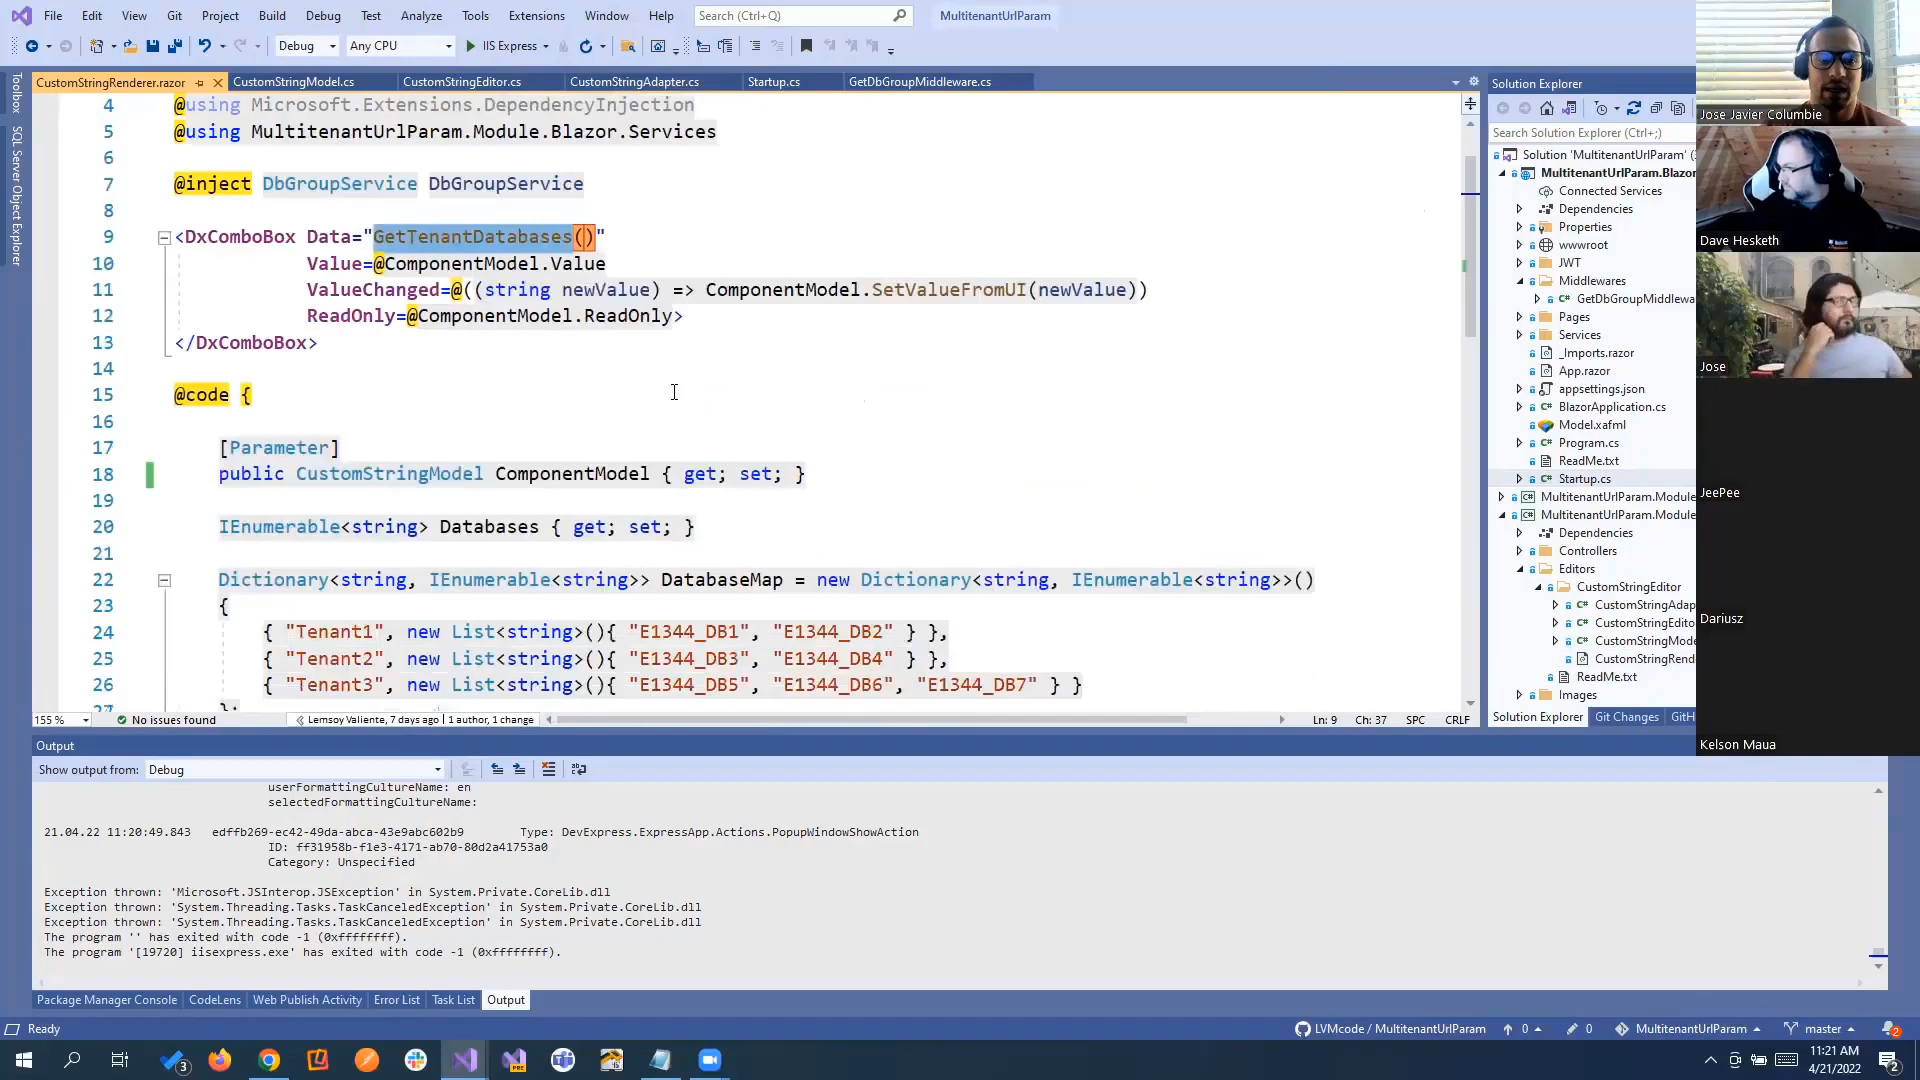 File Edit View Git Project Build Debug Test Analyze Tools Extensions Window Help Search (Ctrl+Q) MultitenantUrlParam
Debug Any CPU IIS Express
CustomStringRenderer.razor CustomStringModel.cs CustomStringEditor.cs CustomStringAdapter.cs Startup.cs GetDbGroupMiddleware.cs
Toolbox
SQL Server Object Explorer
4 @using Microsoft.Extensions.DependencyInjection
5 @using MultitenantUrlParam.Module.Blazor.Services
6
7 @inject DbGroupService DbGroupService
8
9 <DxComboBox Data="GetTenantDatabases()"
10 Value=@ComponentModel.Value
11 ValueChanged=@((string newValue) => ComponentModel.SetValueFromUI(newValue))
12 ReadOnly=@ComponentModel.ReadOnly>
13 </DxComboBox>
14
15 @code {
16
17 [Parameter]
18 public CustomStringModel ComponentModel { get; set; }
19
20 IEnumerable<string> Databases { get; set; }
21
22 Dictionary<string, IEnumerable<string>> DatabaseMap = new Dictionary<string, IEnumerable<string>>()
23 {
24 { "Tenant1", new List<string>(){ "E1344_DB1", "E1344_DB2" } },
25 { "Tenant2", new List<string>(){ "E1344_DB3", "E1344_DB4" } },
26 { "Tenant3", new List<string>(){ "E1344_DB5", "E1344_DB6", "E1344_DB7" } }
27 };
155 % No issues found Lemsoy Valiente, 7 days ago | 1 author, 1 change Ln: 9 Ch: 37 SPC CRLF
Solution Explorer
Search Solution Explorer (Ctrl+;)
Solution 'MultitenantUrlParam' (
MultitenantUrlParam.Blazor
Connected Services
Dependencies
Properties
wwwroot
JWT
Middlewares
GetDbGroupMiddlewa
Pages
Services
_Imports.razor
App.razor
appsettings.json
BlazorApplication.cs
Model.xafml
Program.cs
ReadMe.txt
Startup.cs
MultitenantUrlParam.Module
MultitenantUrlParam.Module
Dependencies
Controllers
Editors
CustomStringEditor
CustomStringAdap
CustomStringEdito
CustomStringMode
CustomStringRend
ReadMe.txt
Images
Solution Explorer Git Changes GitH
Jose Javier Columbie
Dave Hesketh
Jose
JeePee
Dariusz
Kelson Maua
Output
Show output from: Debug
userFormattingCultureName: en
selectedFormattingCultureName:
21.04.22 11:20:49.843 edffb269-ec42-49da-abca-43e9abc602b9 Type: DevExpress.ExpressApp.Actions.PopupWindowShowAction
ID: ff31958b-f1e3-4171-ab70-80d2a41753a0
Category: Unspecified
Exception thrown: 'Microsoft.JSInterop.JSException' in System.Private.CoreLib.dll
Exception thrown: 'System.Threading.Tasks.TaskCanceledException' in System.Private.CoreLib.dll
Exception thrown: 'System.Threading.Tasks.TaskCanceledException' in System.Private.CoreLib.dll
The program '' has exited with code -1 (0xffffffff).
The program '[19720] iisexpress.exe' has exited with code -1 (0xffffffff).
Package Manager Console CodeLens Web Publish Activity Error List Task List Output
Ready LVMcode / MultitenantUrlParam 0 0 MultitenantUrlParam master 2
3 11:21 AM
4/21/2022 2